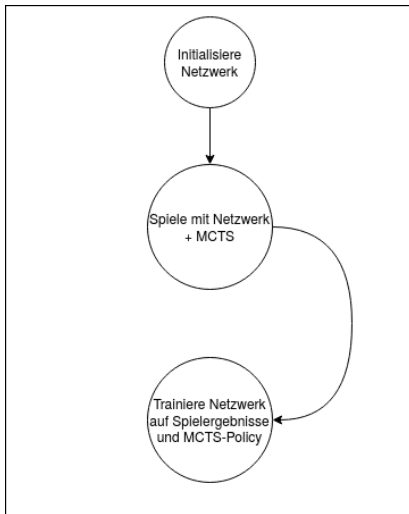 Initialisiere
Netzwerk
Spiele mit Netzwerk
+ MCTS
Trainiere Netzwerk
auf Spielergebnisse
und MCTS-Policy